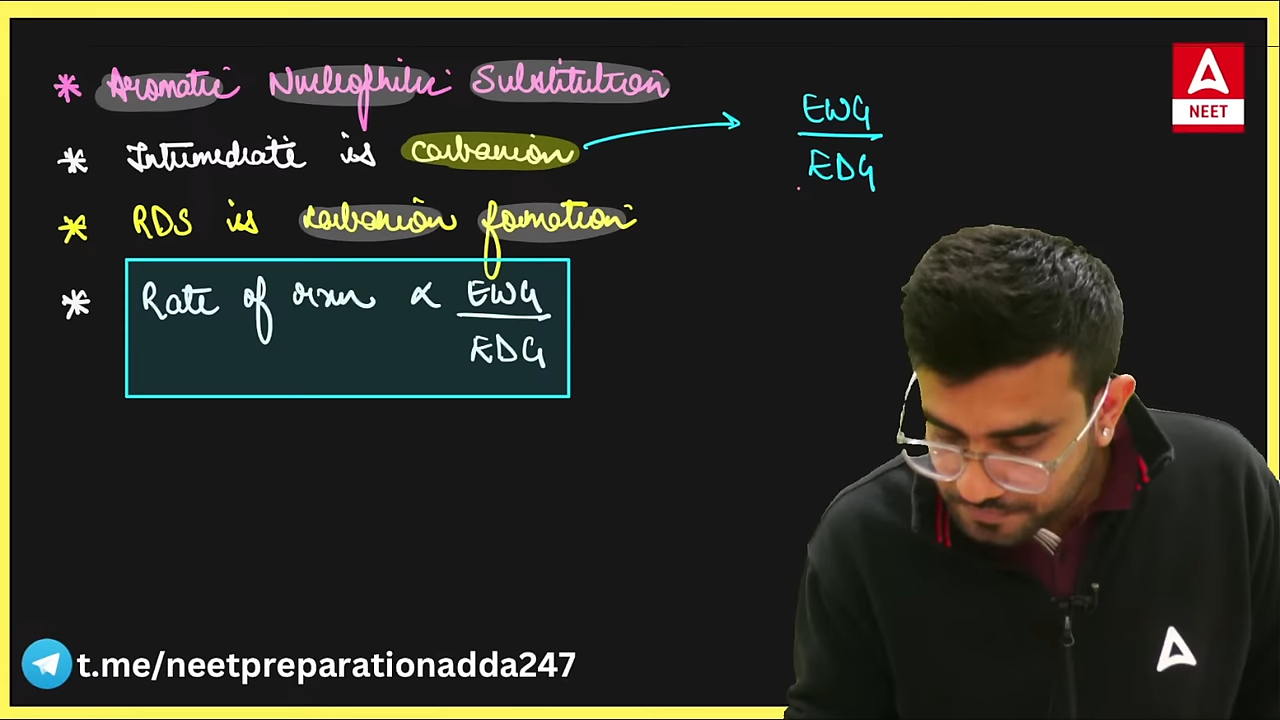 * Aromatic Nucleophilic Substitution
* Intermediate is carbanion → EWG / EDG
* RDS is carbanion formation
* Rate of rxn ∝ EWG / EDG
NEET
t.me/neetpreparationadda247